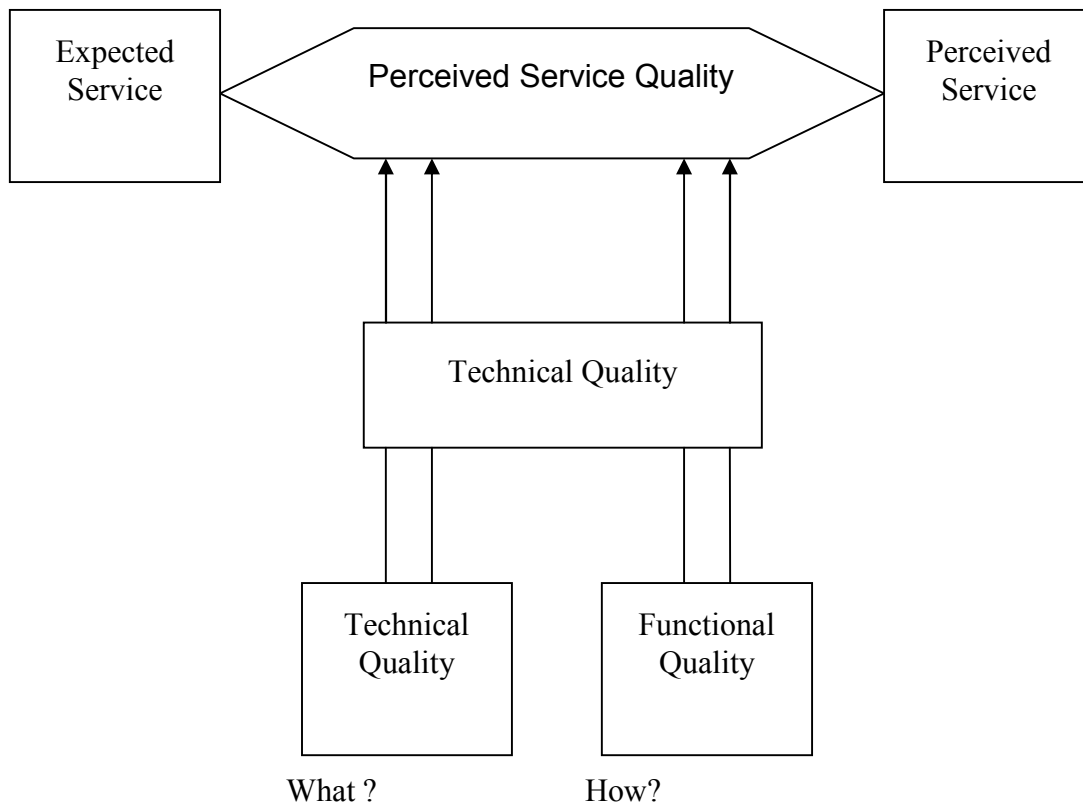 Expected
Service
Perceived Service Quality
Perceived
Service
Technical Quality
Technical
Quality
Functional
Quality
What ?
How?